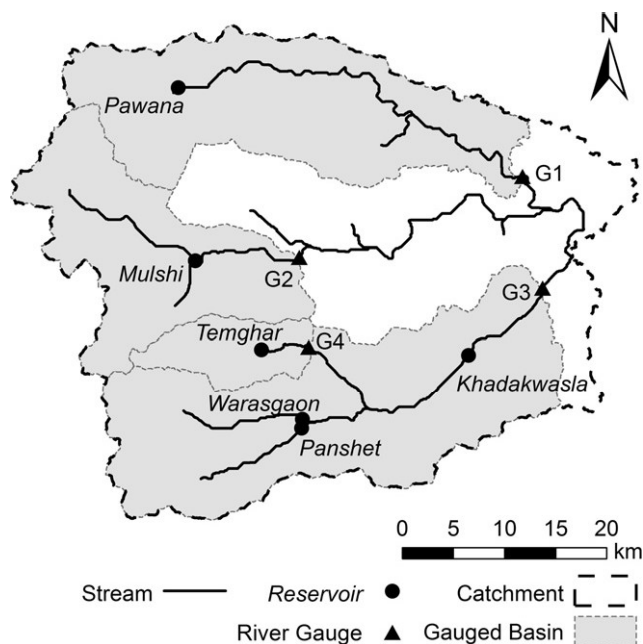 N
Pawana
G1
Mulshi
G2
G3
Temghar
G4
Khadakwasla
Warasgaon
Panshet
0 5 10 15 20
km
Stream Reservoir Catchment
River Gauge Gauged Basin